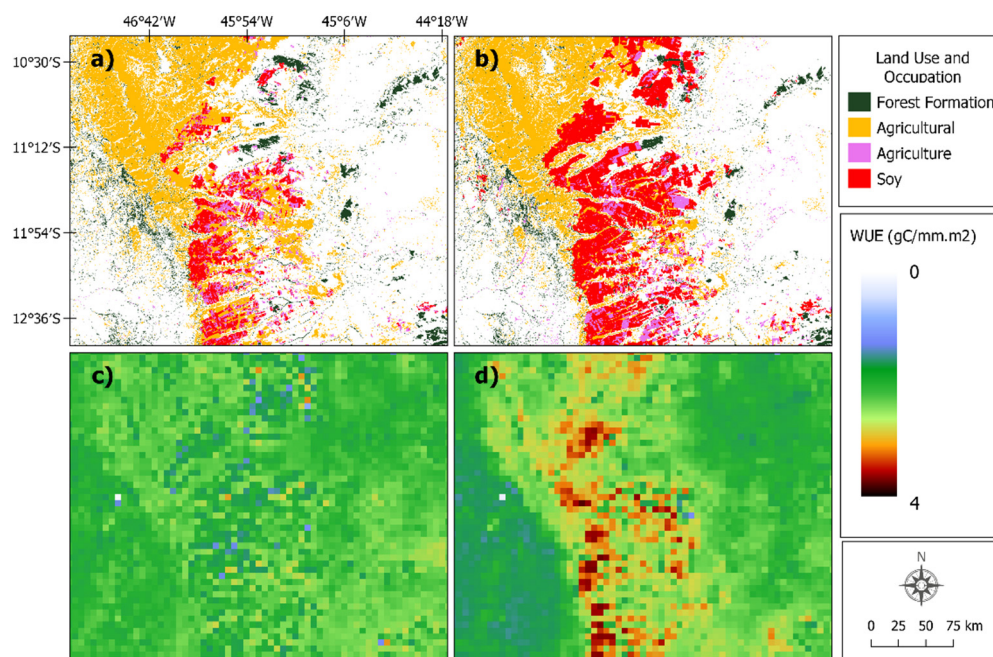 46°42'W 45°54'W 45°6'W 44°18'W
10°30'S
11°12'S
11°54'S
12°36'S
a)
b)
c)
d)
Land Use and
Occupation
Forest Formation
Agricultural
Agriculture
Soy
WUE (gC/mm.m2)
0
4
N
0 25 50 75 km